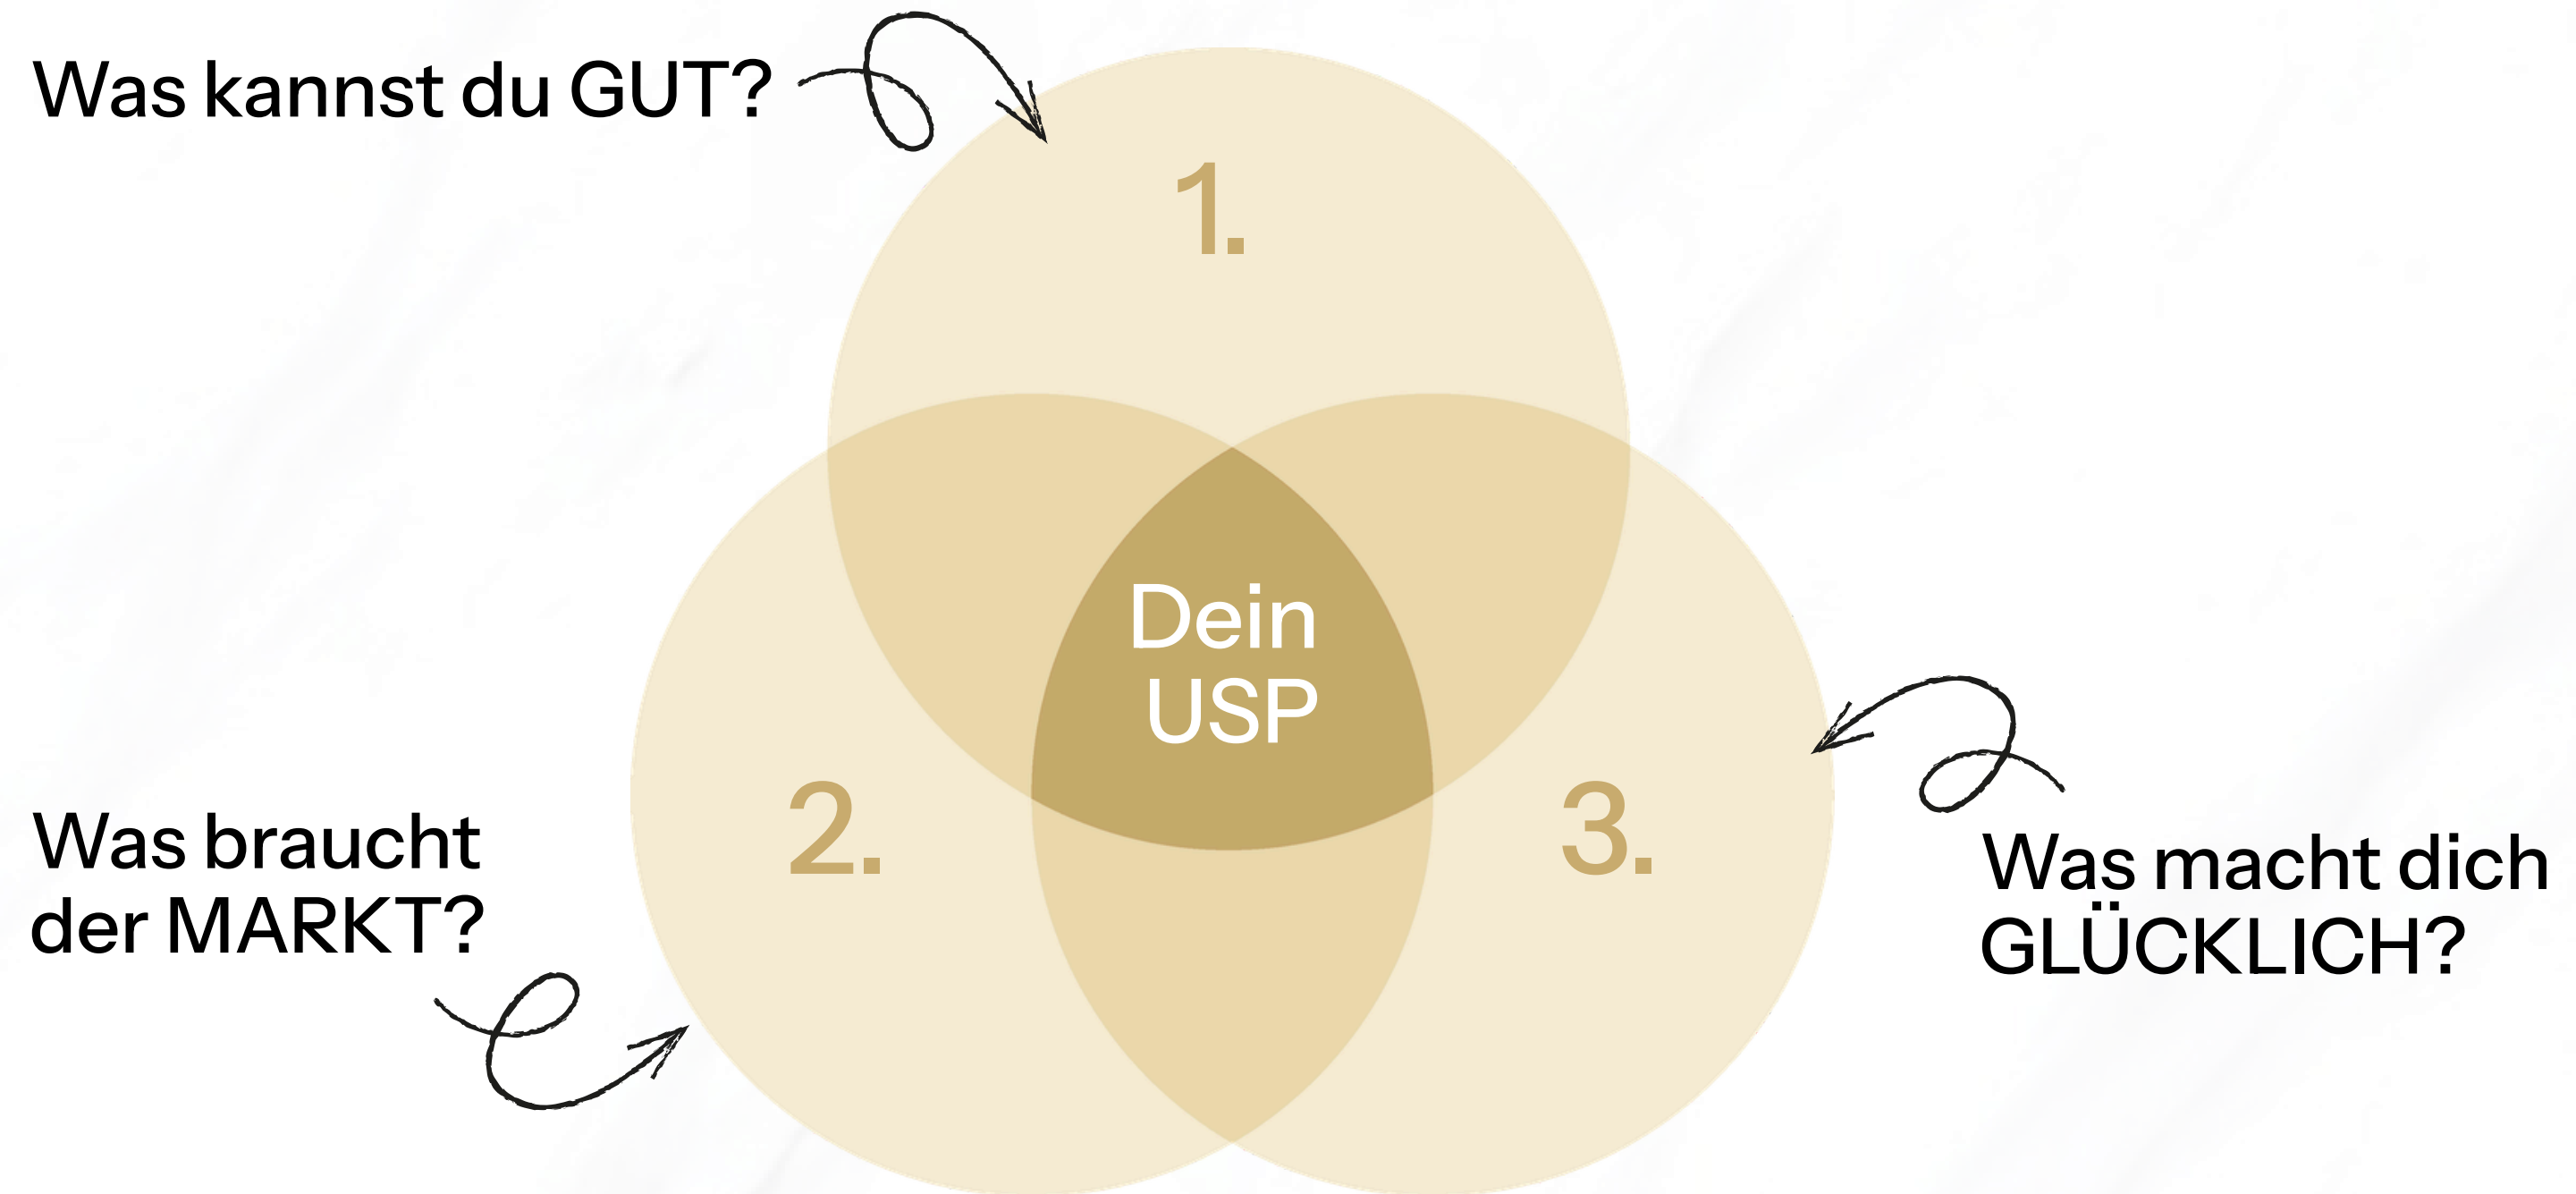 Was kannst du GUT?
1.
Dein
USP
2.
3.
Was braucht
der MARKT?
Was macht dich
GLÜCKLICH?